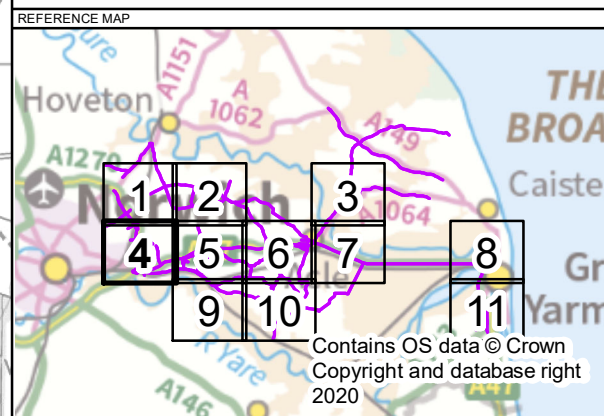 REFERENCE MAP
A1151
Hoveton
A
1062
A149
THE
BROA
A1270
Caiste
1
2
3
A1064
4
5
6
7
8
Gr
Yarm
9
10
11
R Yare
A146
A47
Contains OS data © Crown
Copyright and database right
2020